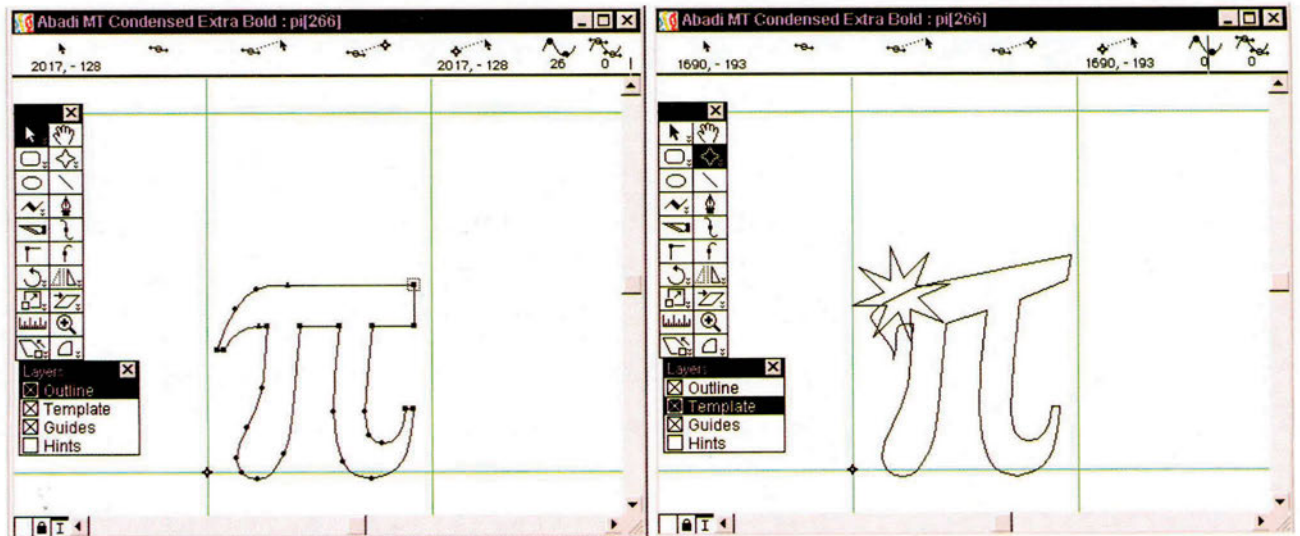 Abadi MT Condensed Extra Bold : pi[266]
2017, - 128
2017, - 128
26
0
Layers
Outline
Template
Guides
Hints
Abadi MT Condensed Extra Bold : pi[266]
1690, - 193
1690, - 193
0
0
Layers
Outline
Template
Guides
Hints